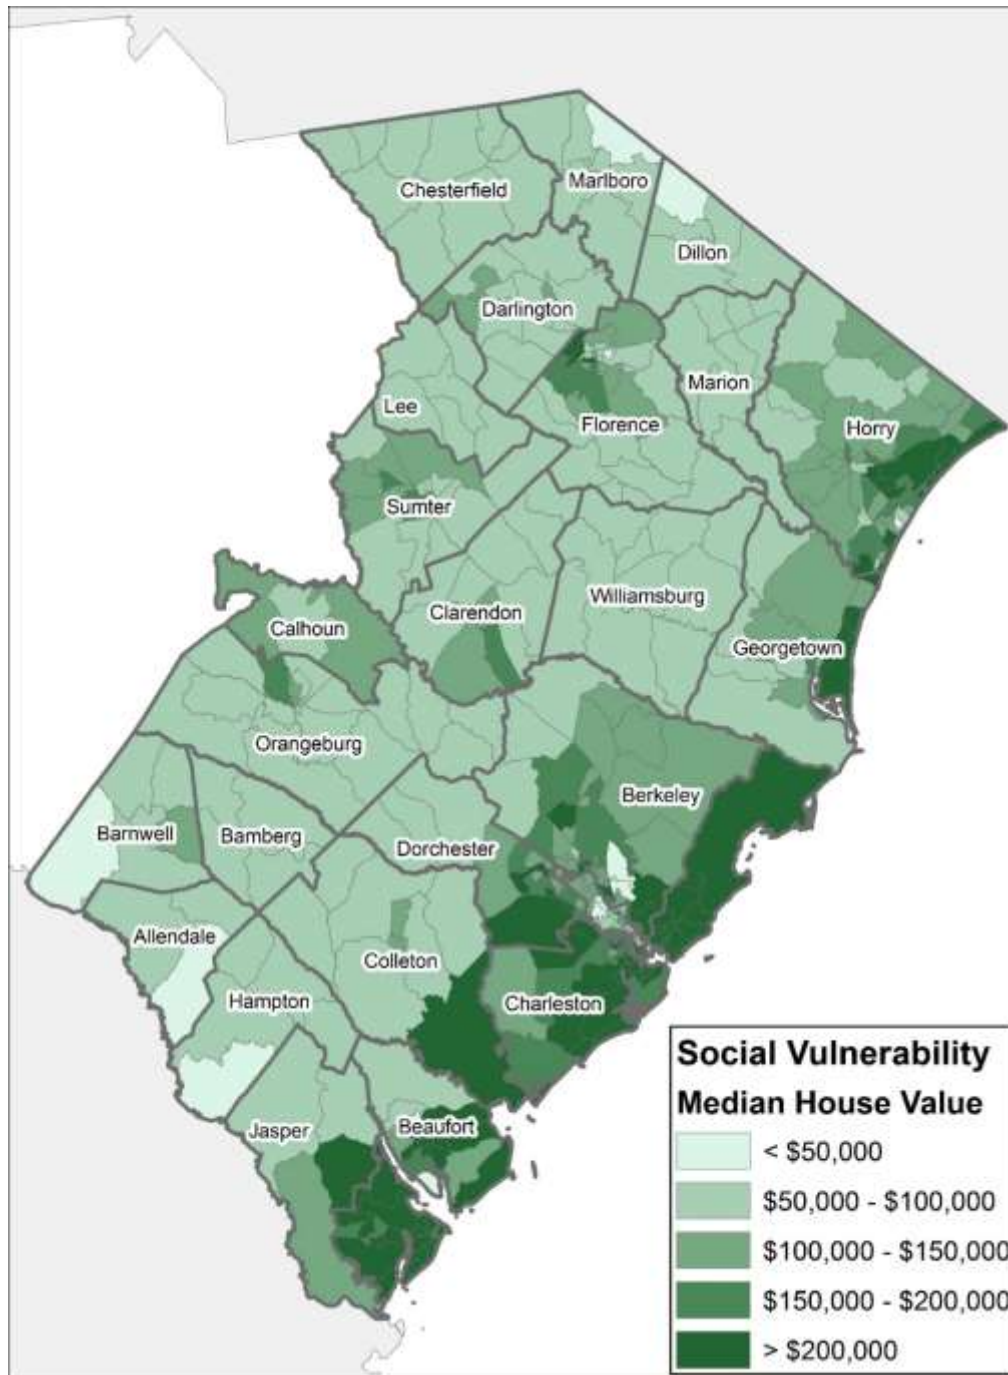 Chesterfield
Marlboro
Dillon
Darlington
Marion
Lee
Florence
Horry
Sumter
Williamsburg
Clarendon
Calhoun
Georgetown
Orangeburg
Berkeley
Barnwell
Bamberg
Dorchester
Allendale
Colleton
Hampton
Charleston
Jasper
Beaufort
Social Vulnerability
Median House Value
< $50,000
$50,000 - $100,000
$100,000 - $150,000
$150,000 - $200,000
> $200,000